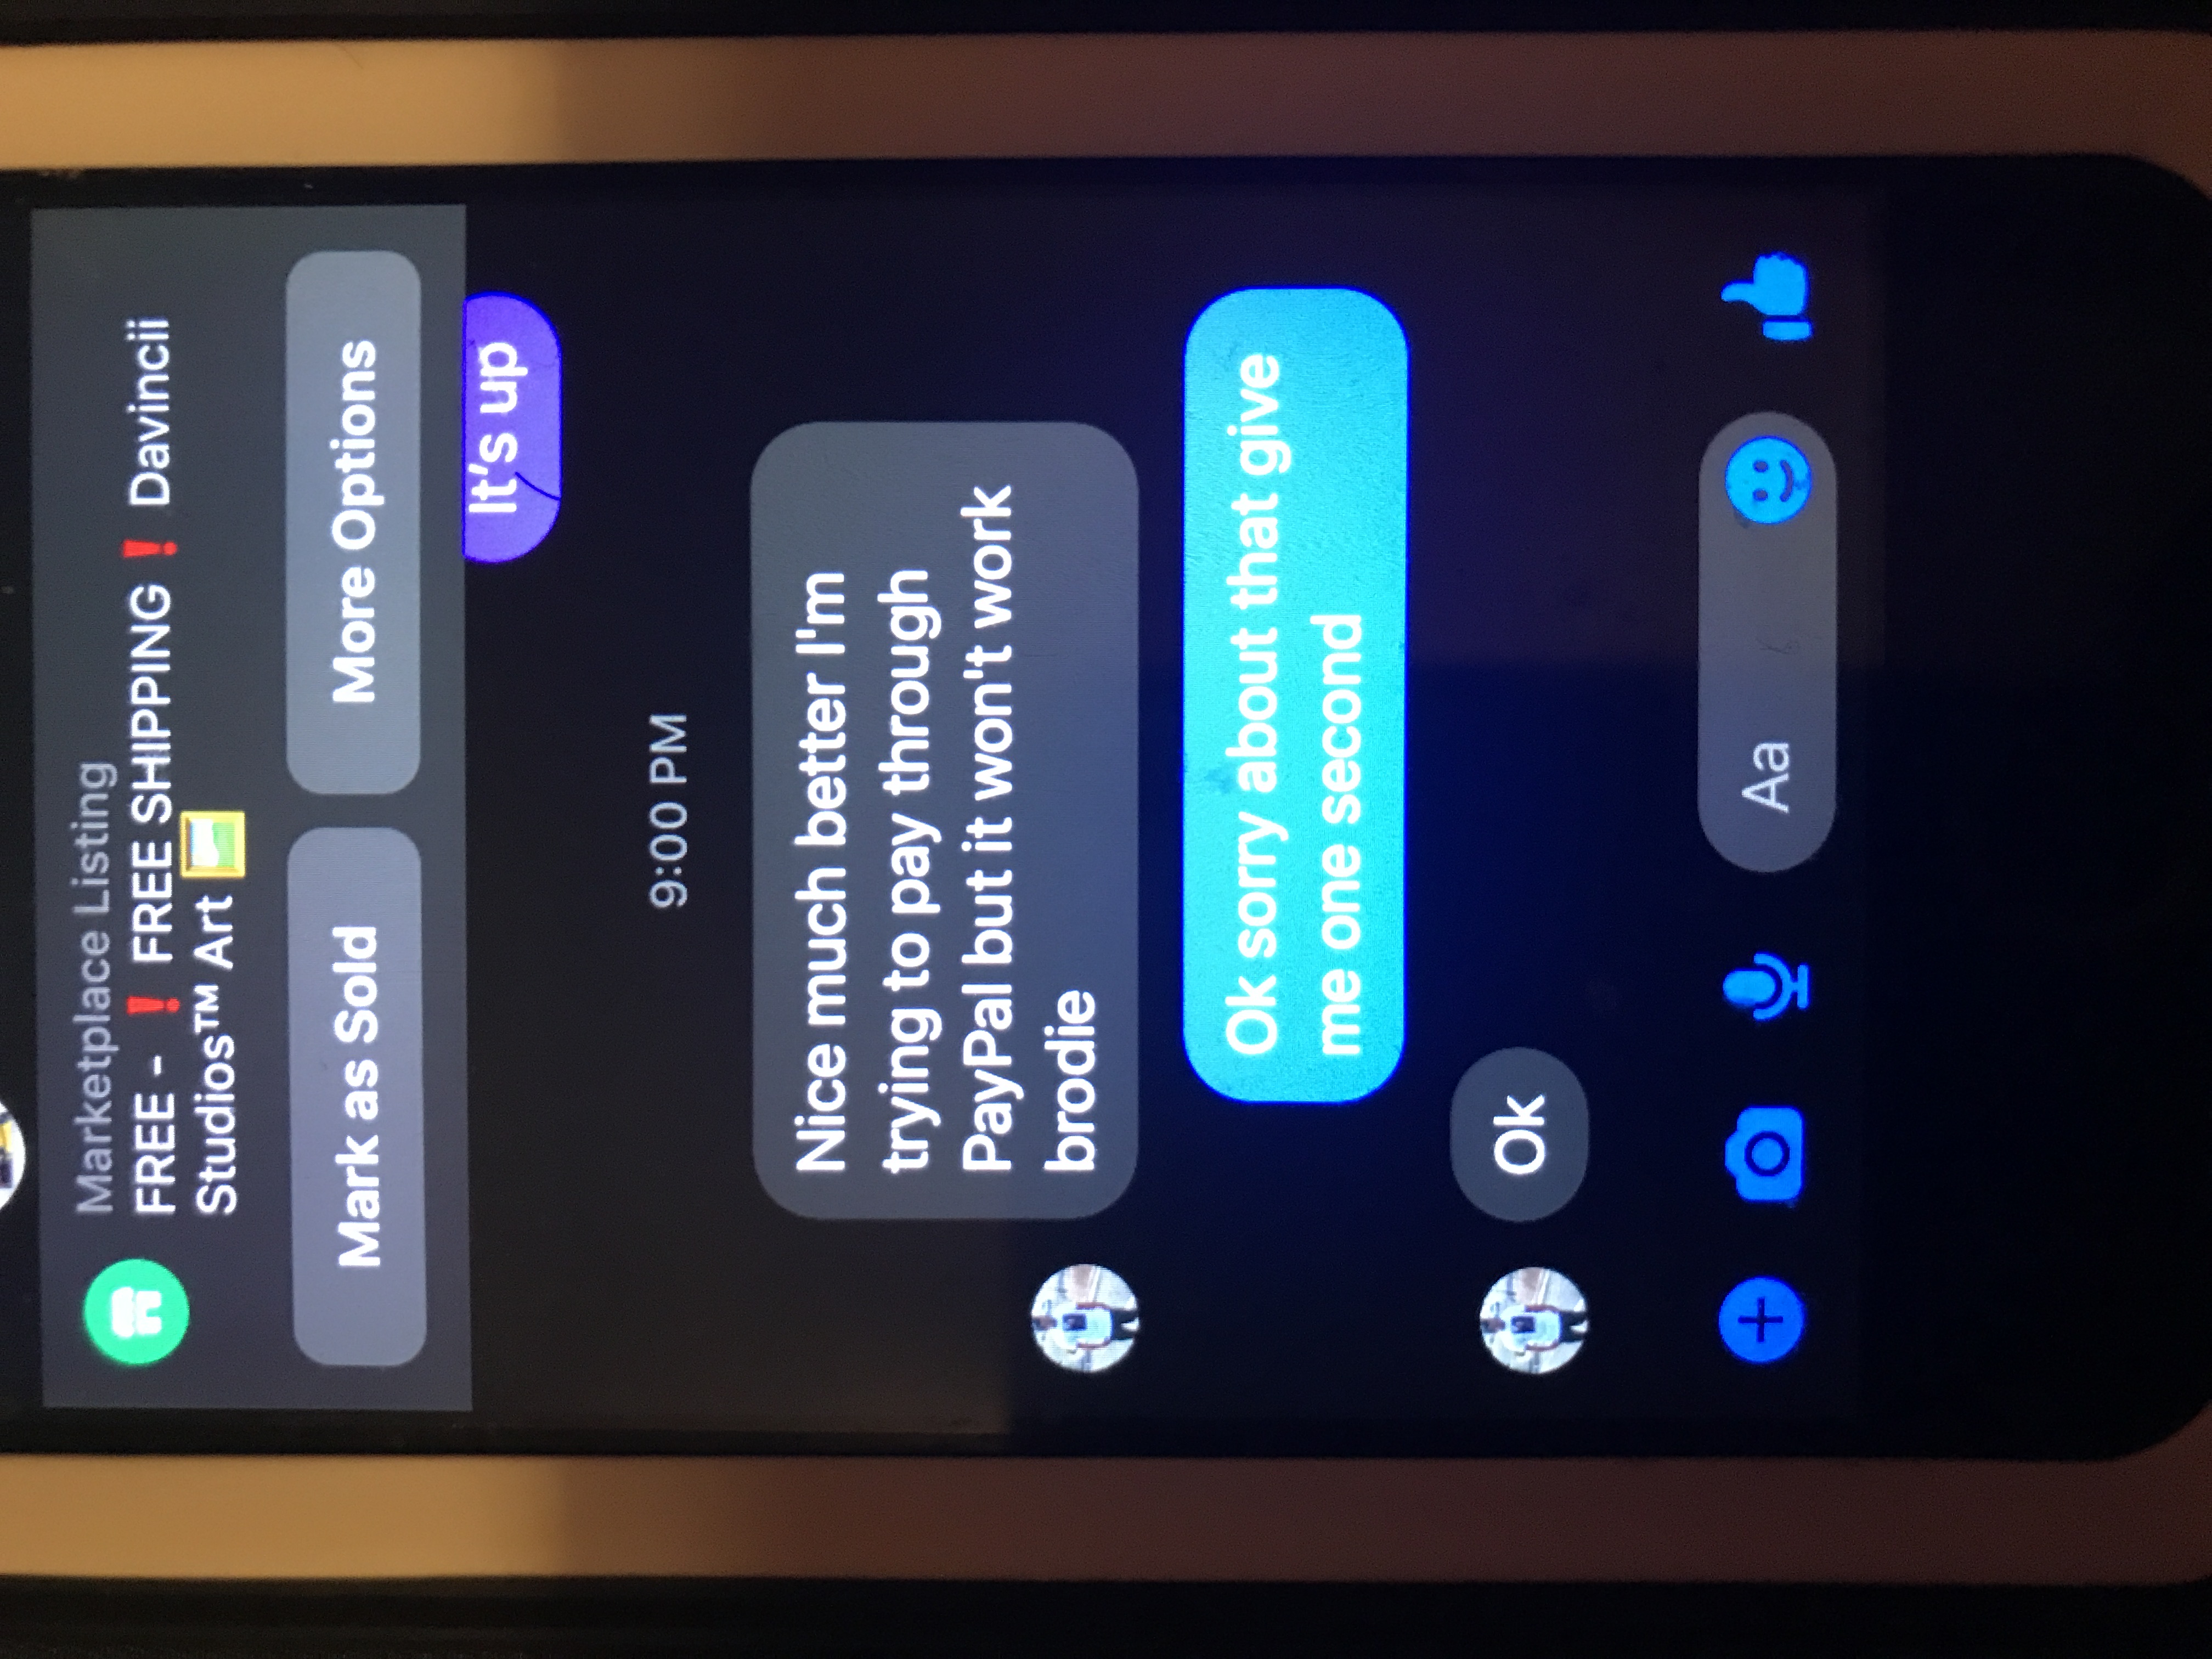 Marketplace Listing
FREE - ❗ FREE SHIPPING ❗ Davincii
Studios™ Art 🖼️
Mark as Sold
More Options
It's up
9:00 PM
Nice much better I'm
trying to pay through
PayPal but it won't work
brodie
Ok sorry about that give
me one second
Ok
Aa